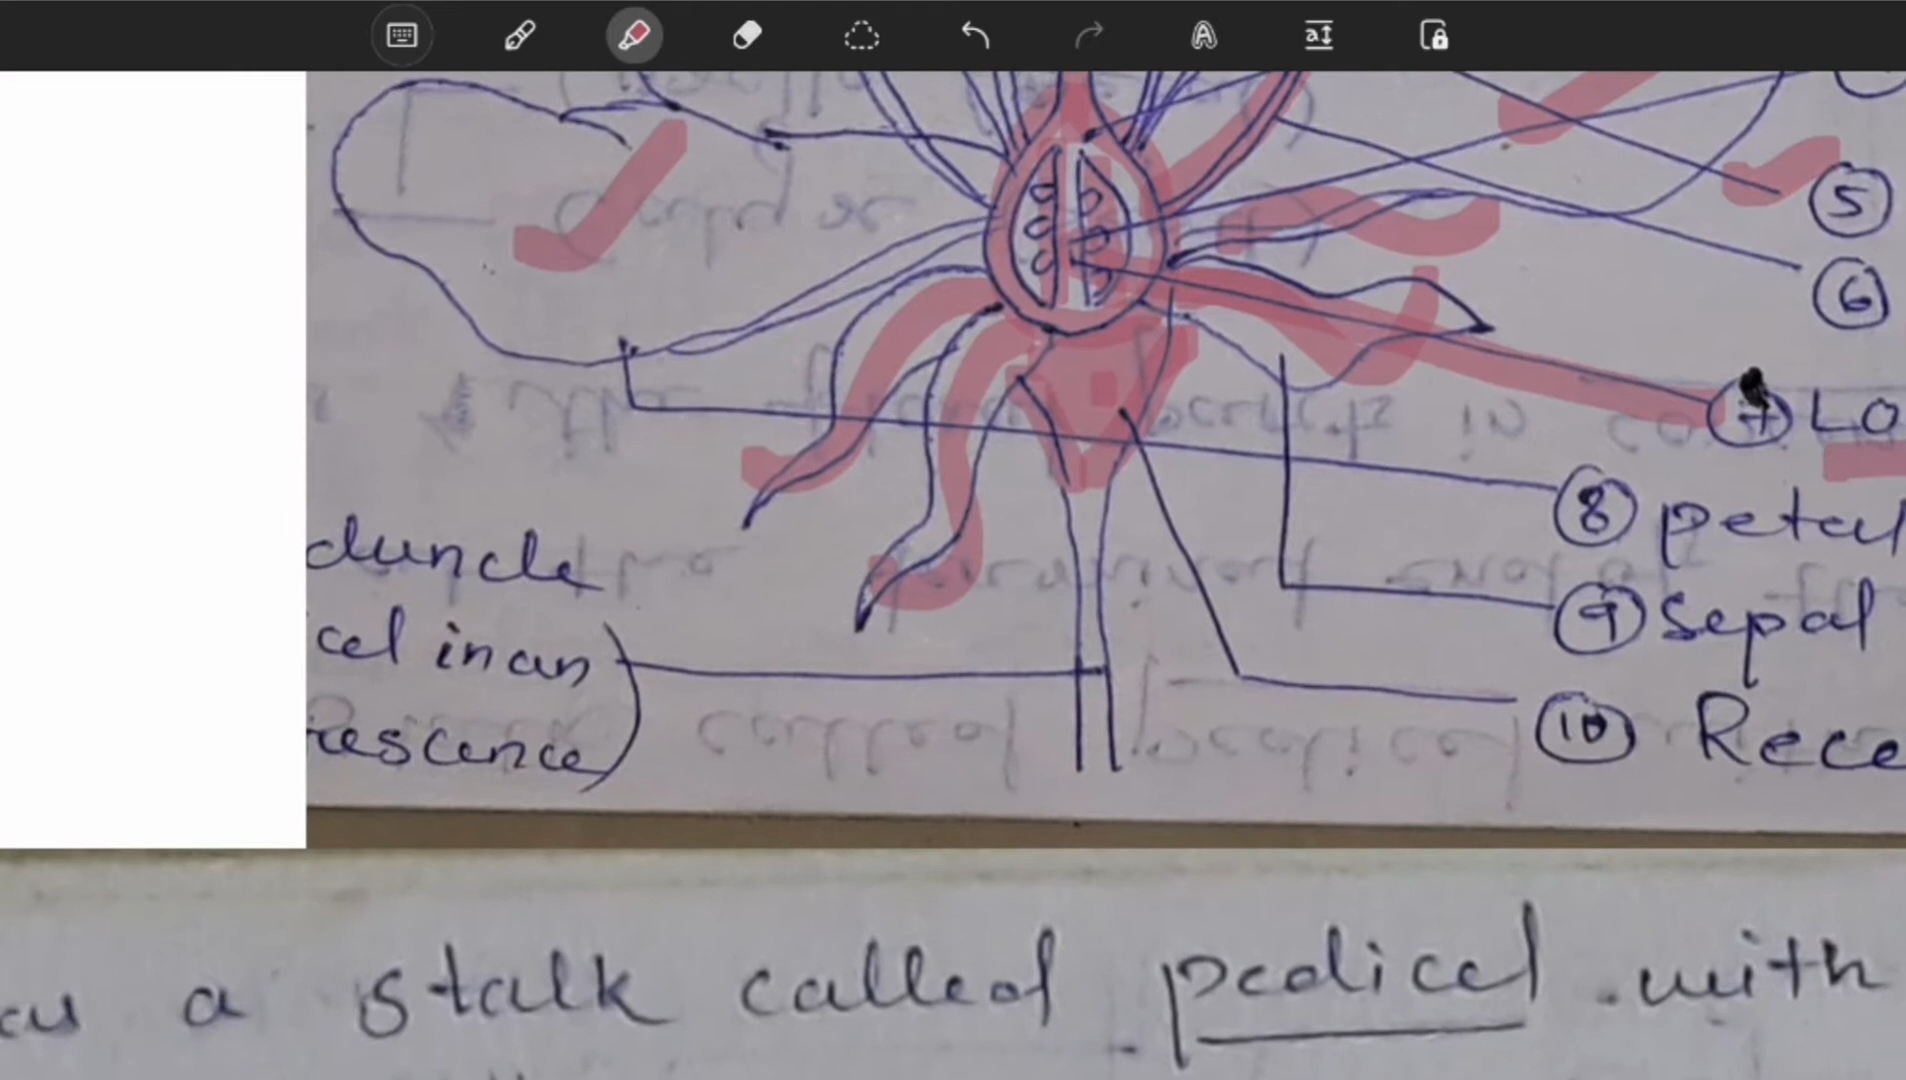 5
6
7 LO
8 petal
9 Sepal
duncle
cel in an
rescence)
10 Rece
a stalk called pedicel with